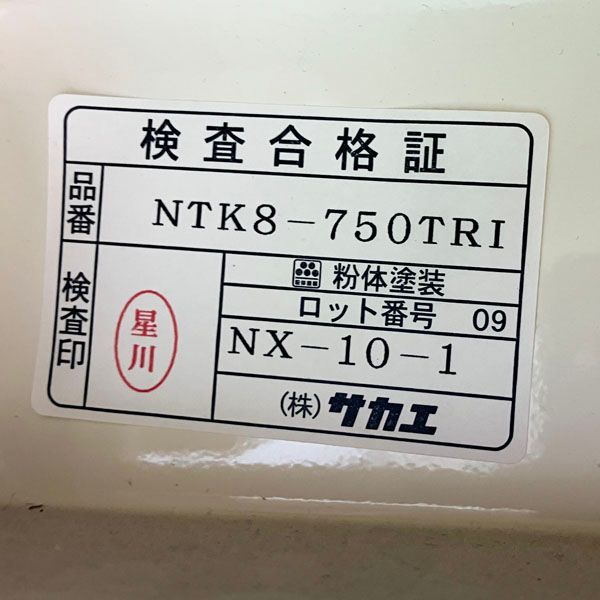 検査合格証
品番 NTK8-750TRI
検査印 星川
粉体塗装
ロット番号 09
NX-10-1
(株)サカエ